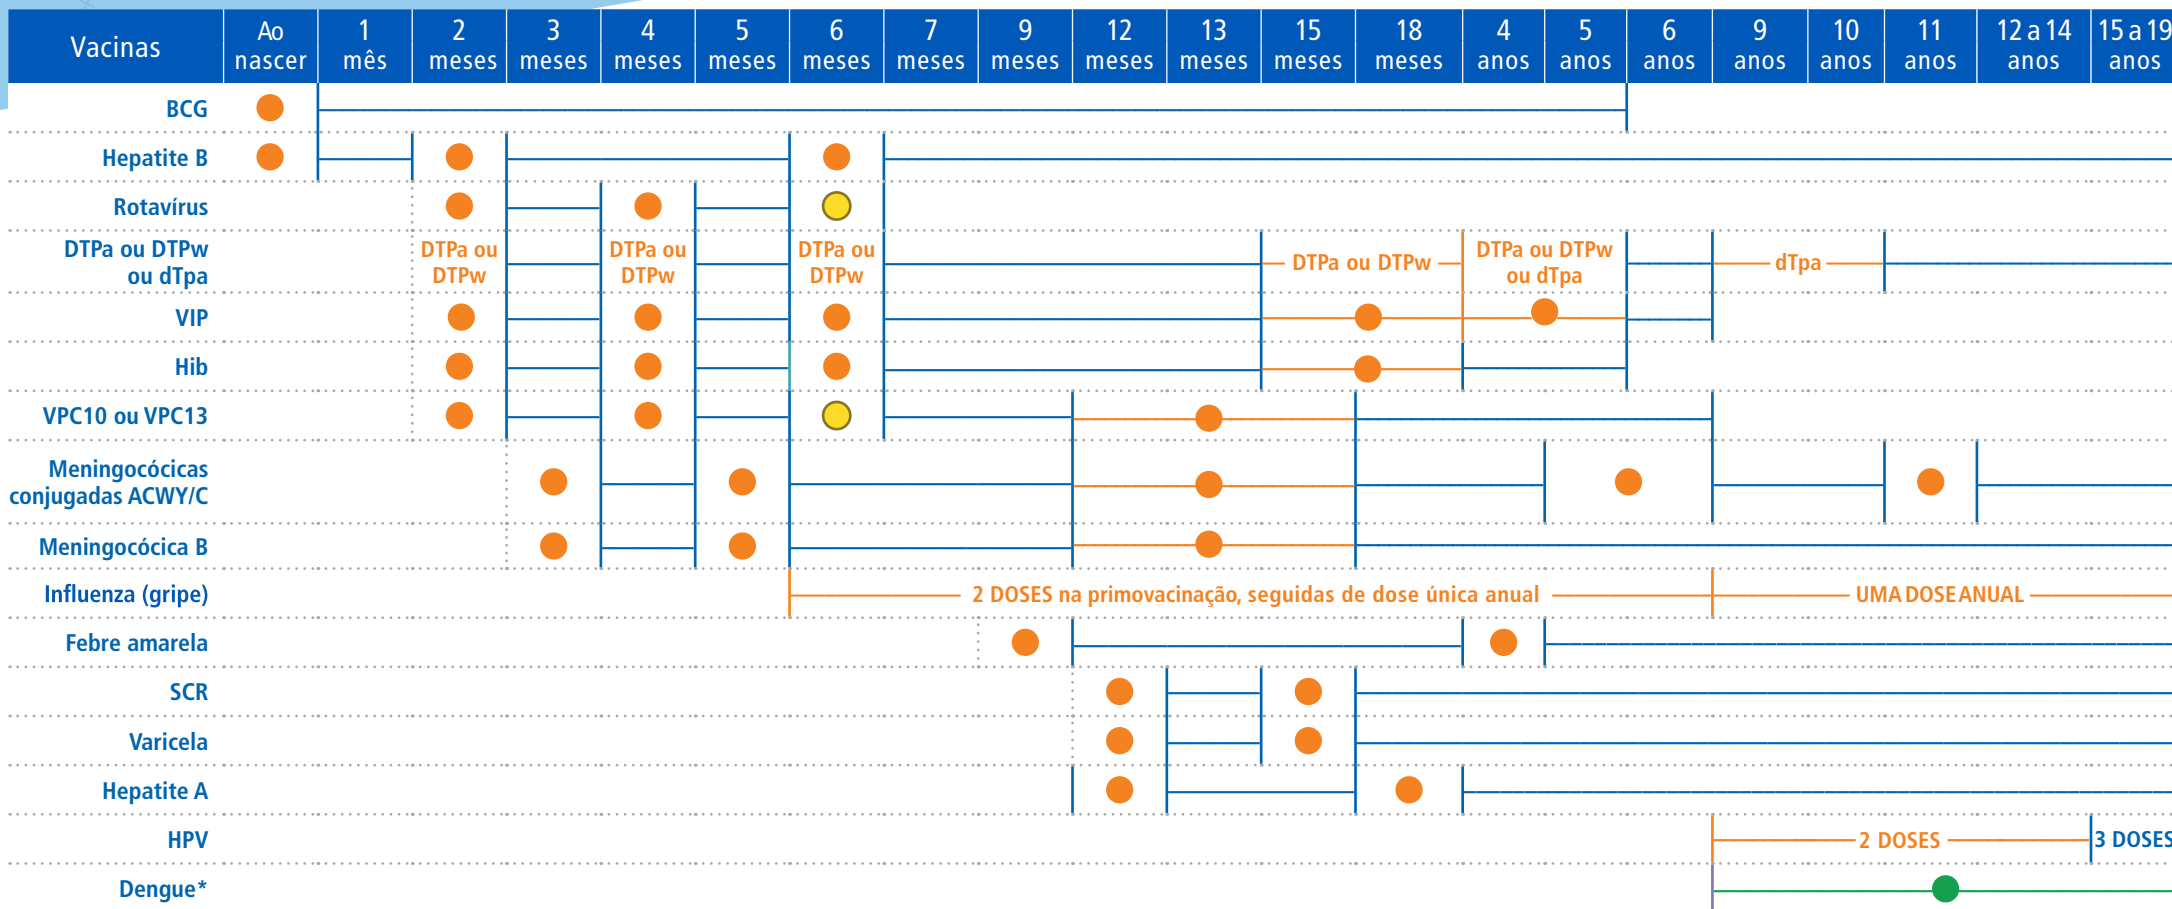 Vacinas
Ao nascer
1 mês
2 meses
3 meses
4 meses
5 meses
6 meses
7 meses
9 meses
12 meses
13 meses
15 meses
18 meses
4 anos
5 anos
6 anos
9 anos
10 anos
11 anos
12 a 14 anos
15 a 19 anos
BCG
Hepatite B
Rotavírus
DTPa ou DTPw
ou dTpa
DTPa ou
DTPw
DTPa ou
DTPw
DTPa ou
DTPw
DTPa ou DTPw
DTPa ou DTPw
ou dTpa
dTpa
VIP
Hib
VPC10 ou VPC13
Meningocócicas
conjugadas ACWY/C
Meningocócica B
Influenza (gripe)
2 DOSES na primovacinação, seguidas de dose única anual
UMA DOSE ANUAL
Febre amarela
SCR
Varicela
Hepatite A
HPV
2 DOSES
3 DOSES
Dengue*